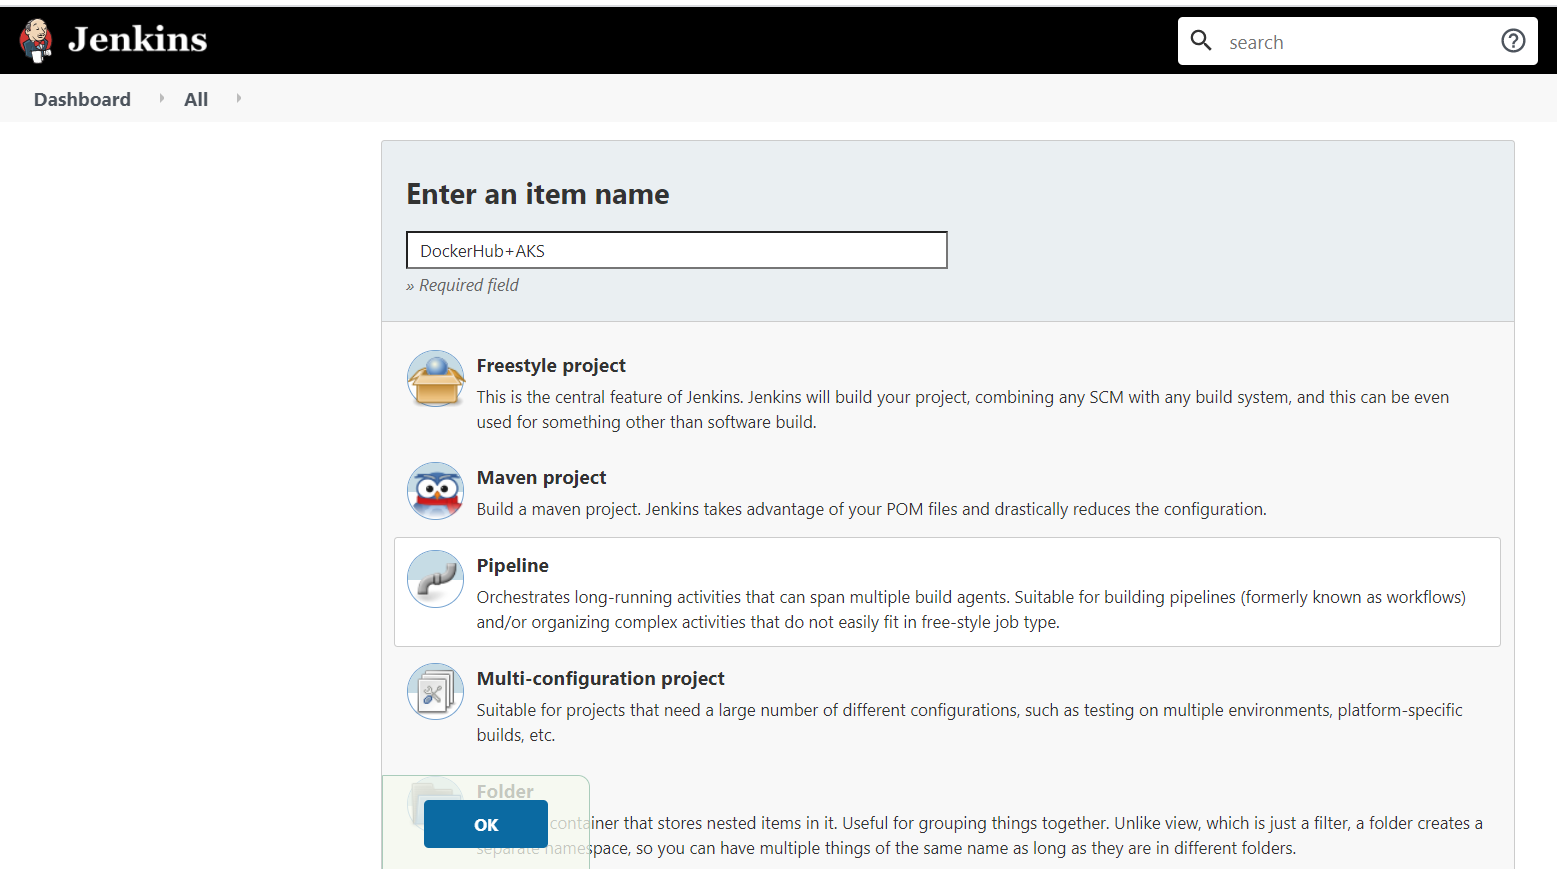 Jenkins
search
Dashboard
All
Enter an item name
DockerHub+AKS
» Required field
Freestyle project
This is the central feature of Jenkins. Jenkins will build your project, combining any SCM with any build system, and this can be even
used for something other than software build.
Maven project
Build a maven project. Jenkins takes advantage of your POM files and drastically reduces the configuration.
Pipeline
Orchestrates long-running activities that can span multiple build agents. Suitable for building pipelines (formerly known as workflows)
and/or organizing complex activities that do not easily fit in free-style job type.
Multi-configuration project
Suitable for projects that need a large number of different configurations, such as testing on multiple environments, platform-specific
builds, etc.
Folder
OK
container that stores nested items in it. Useful for grouping things together. Unlike view, which is just a filter, a folder creates a
separate namespace, so you can have multiple things of the same name as long as they are in different folders.